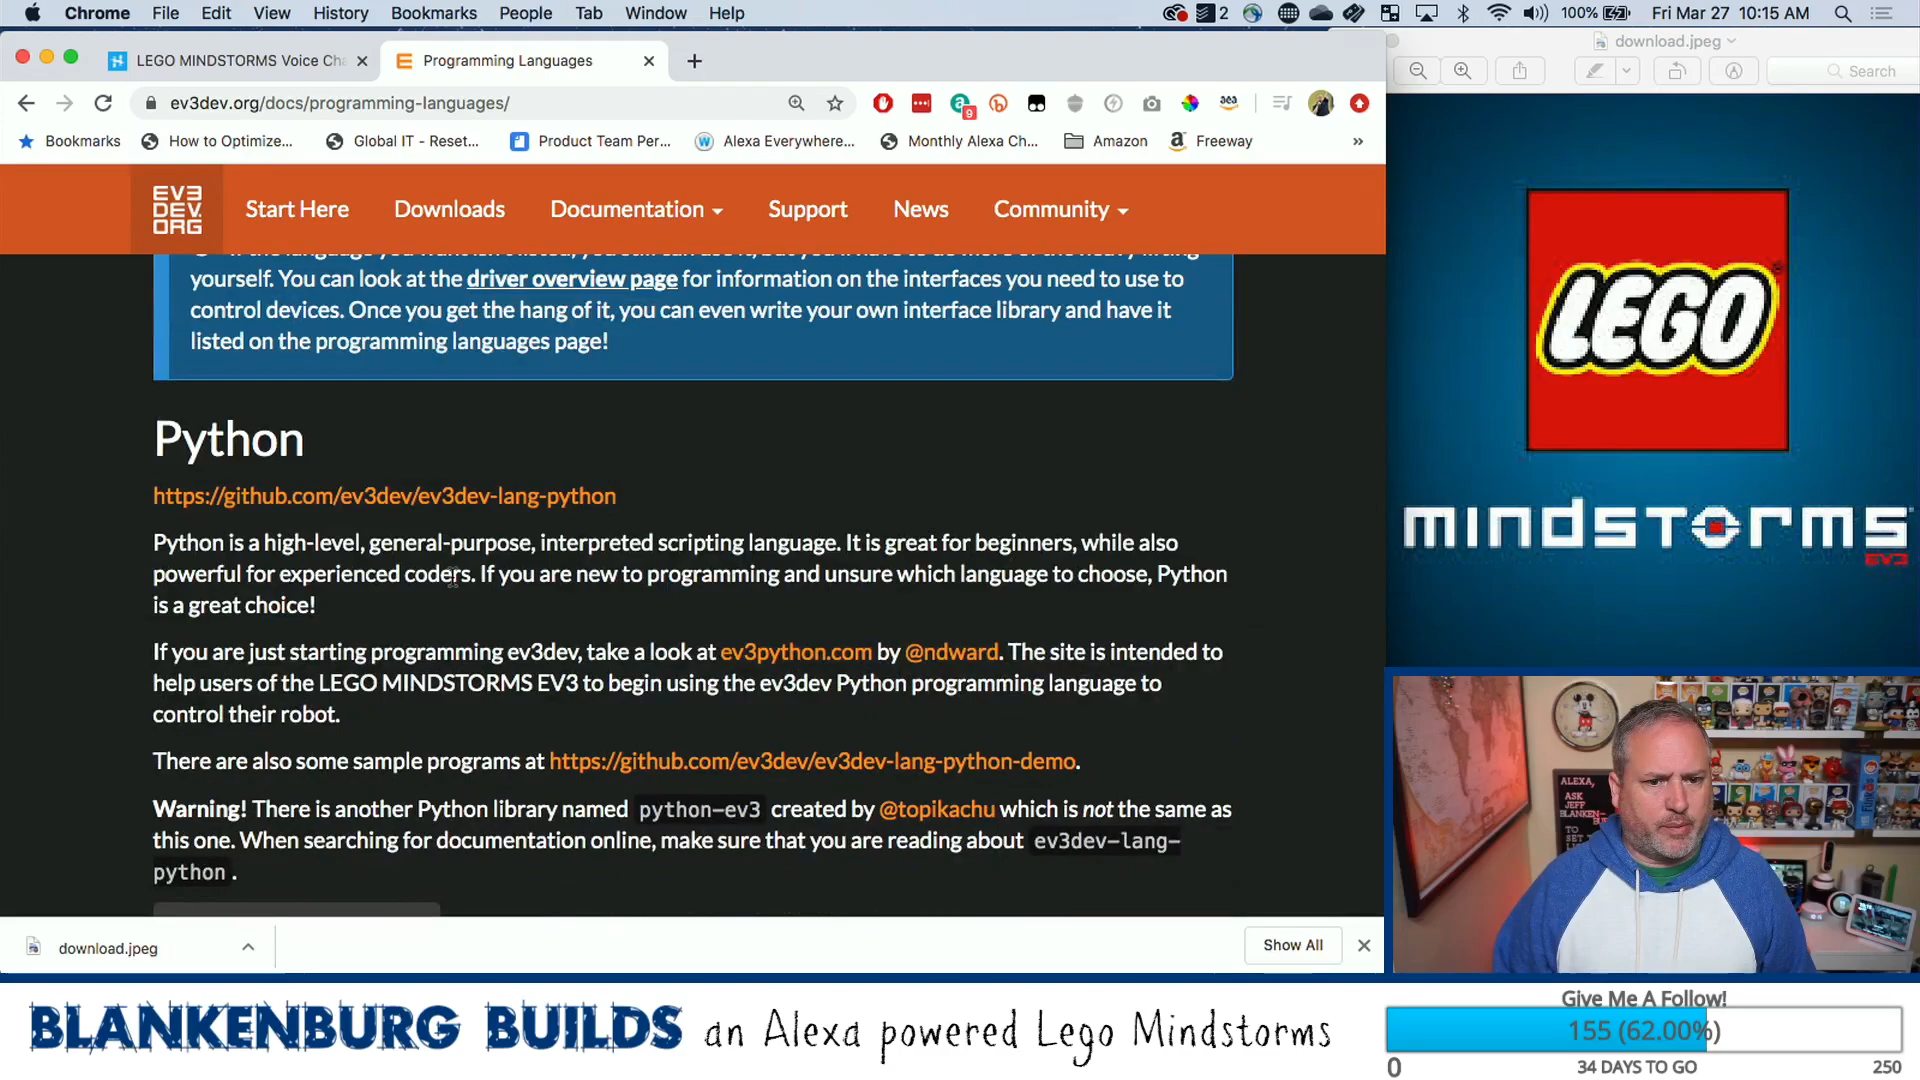 Chrome File Edit View History Bookmarks People Tab Window Help 2 100% Fri Mar 27 10:15 AM
download.jpeg
LEGO MINDSTORMS Voice Cha Programming Languages
Search
ev3dev.org/docs/programming-languages/
9
Bookmarks How to Optimize... Global IT - Reset... Product Team Per... Alexa Everywhere... Monthly Alexa Ch... Amazon Freeway »
EV3
DEV.
ORG
Start Here Downloads Documentation Support News Community
yourself. You can look at the driver overview page for information on the interfaces you need to use to
control devices. Once you get the hang of it, you can even write your own interface library and have it
listed on the programming languages page!
Python
https://github.com/ev3dev/ev3dev-lang-python
Python is a high-level, general-purpose, interpreted scripting language. It is great for beginners, while also
powerful for experienced coders. If you are new to programming and unsure which language to choose, Python
is a great choice!
If you are just starting programming ev3dev, take a look at ev3python.com by @ndward. The site is intended to
help users of the LEGO MINDSTORMS EV3 to begin using the ev3dev Python programming language to
control their robot.
There are also some sample programs at https://github.com/ev3dev/ev3dev-lang-python-demo.
Warning! There is another Python library named python-ev3 created by @topikachu which is not the same as
this one. When searching for documentation online, make sure that you are reading about ev3dev-lang-
python .
download.jpeg
Show All
LEGO
mindstorms
EV3
ALEXA,
ASK
JEFF
TO
BLANKENBURG BUILDS an Alexa powered Lego Mindstorms
Give Me A Follow!
155 (62.00%)
0 34 DAYS TO GO 250